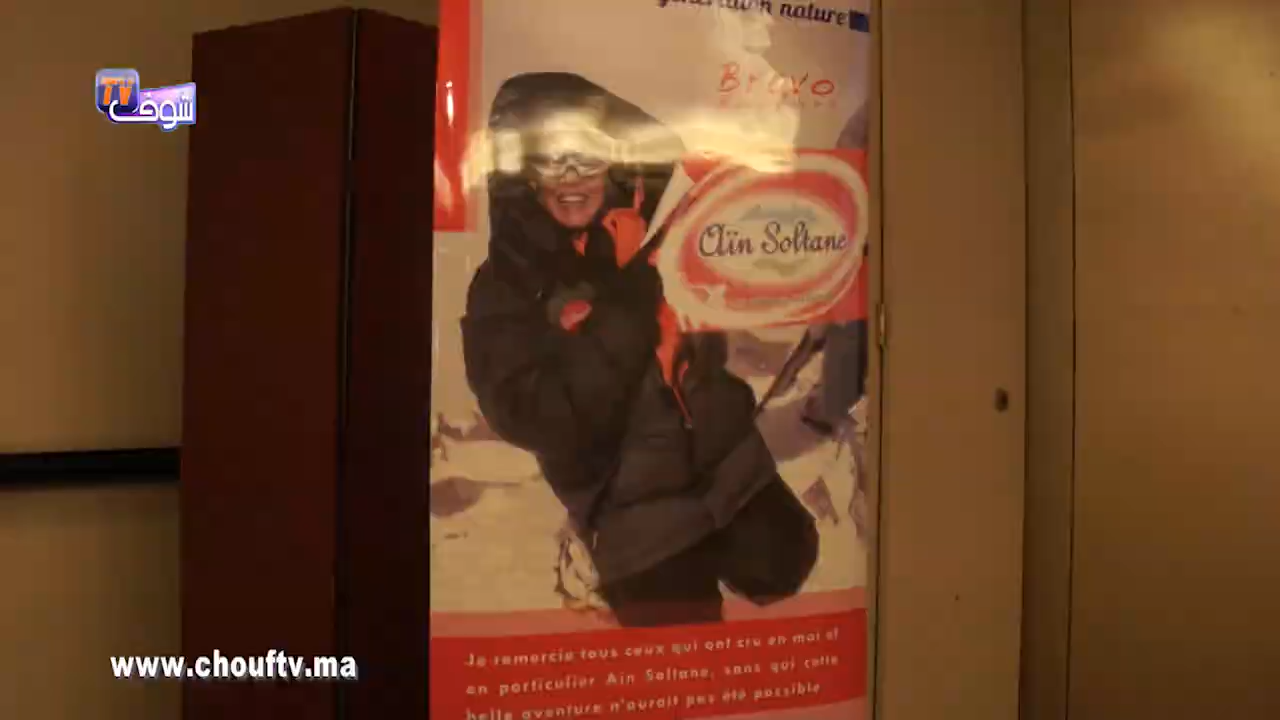 génération nature
Bravo
TV
شوف
Aïn Soltane
Je remercie tous ceux qui ont cru en moi et
en particulier Ain Soltane, sans qui cette
belle aventure n'aurait pas été possible
www.chouftv.ma